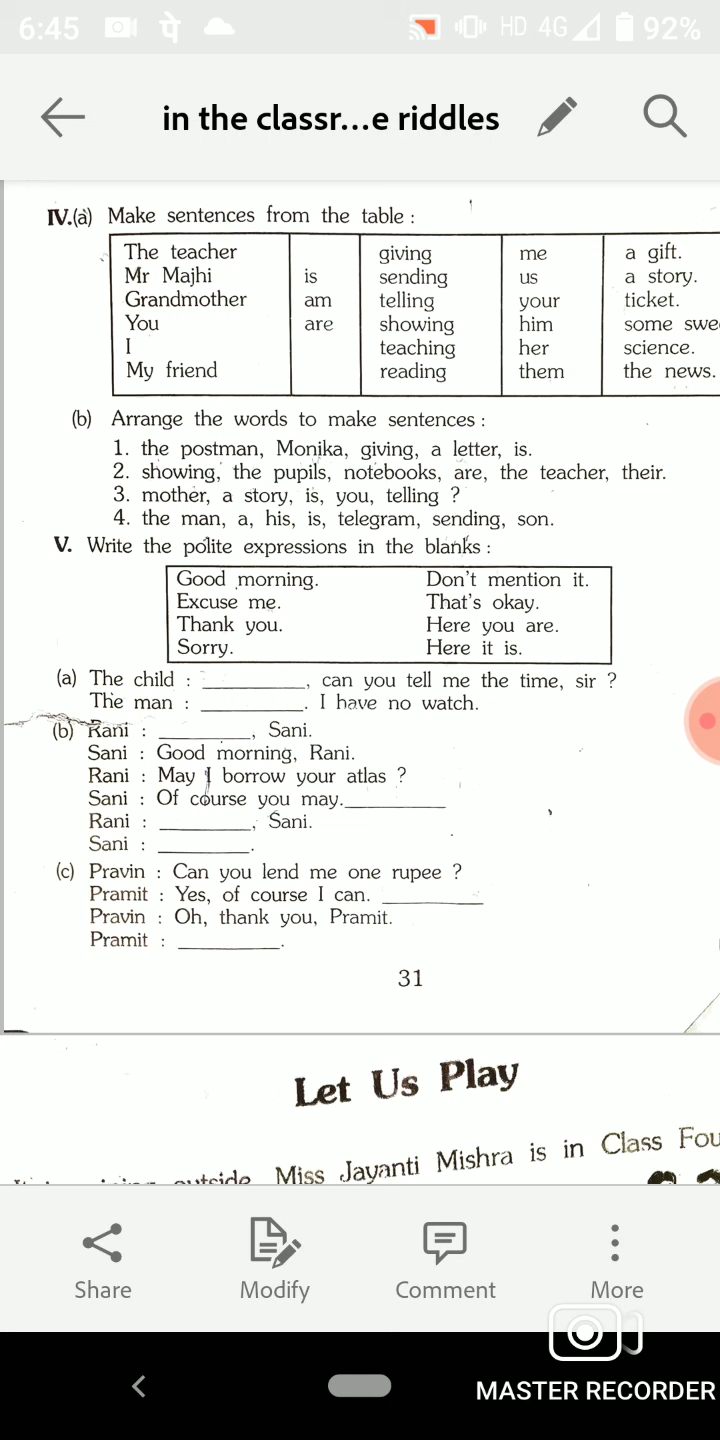 6:45 पे HD 4G 92%
in the classr...e riddles
IV.(a) Make sentences from the table :
The teacher giving me a gift.
Mr Majhi is sending us a story.
Grandmother am telling your ticket.
You are showing him some swe
I teaching her science.
My friend reading them the news.
(b) Arrange the words to make sentences :
1. the postman, Monika, giving, a letter, is.
2. showing, the pupils, notebooks, are, the teacher, their.
3. mother, a story, is, you, telling ?
4. the man, a, his, is, telegram, sending, son.
V. Write the polite expressions in the blanks :
Good morning. Don't mention it.
Excuse me. That's okay.
Thank you. Here you are.
Sorry. Here it is.
(a) The child : __________, can you tell me the time, sir ?
The man : __________. I have no watch.
(b) Rani : _________, Sani.
Sani : Good morning, Rani.
Rani : May I borrow your atlas ?
Sani : Of course you may.__________
Rani : _________, Sani.
Sani : _________.
(c) Pravin : Can you lend me one rupee ?
Pramit : Yes, of course I can. __________
Pravin : Oh, thank you, Pramit.
Pramit : __________.
31
Let Us Play
outside Miss Jayanti Mishra is in Class Fou
Share Modify Comment More
MASTER RECORDER